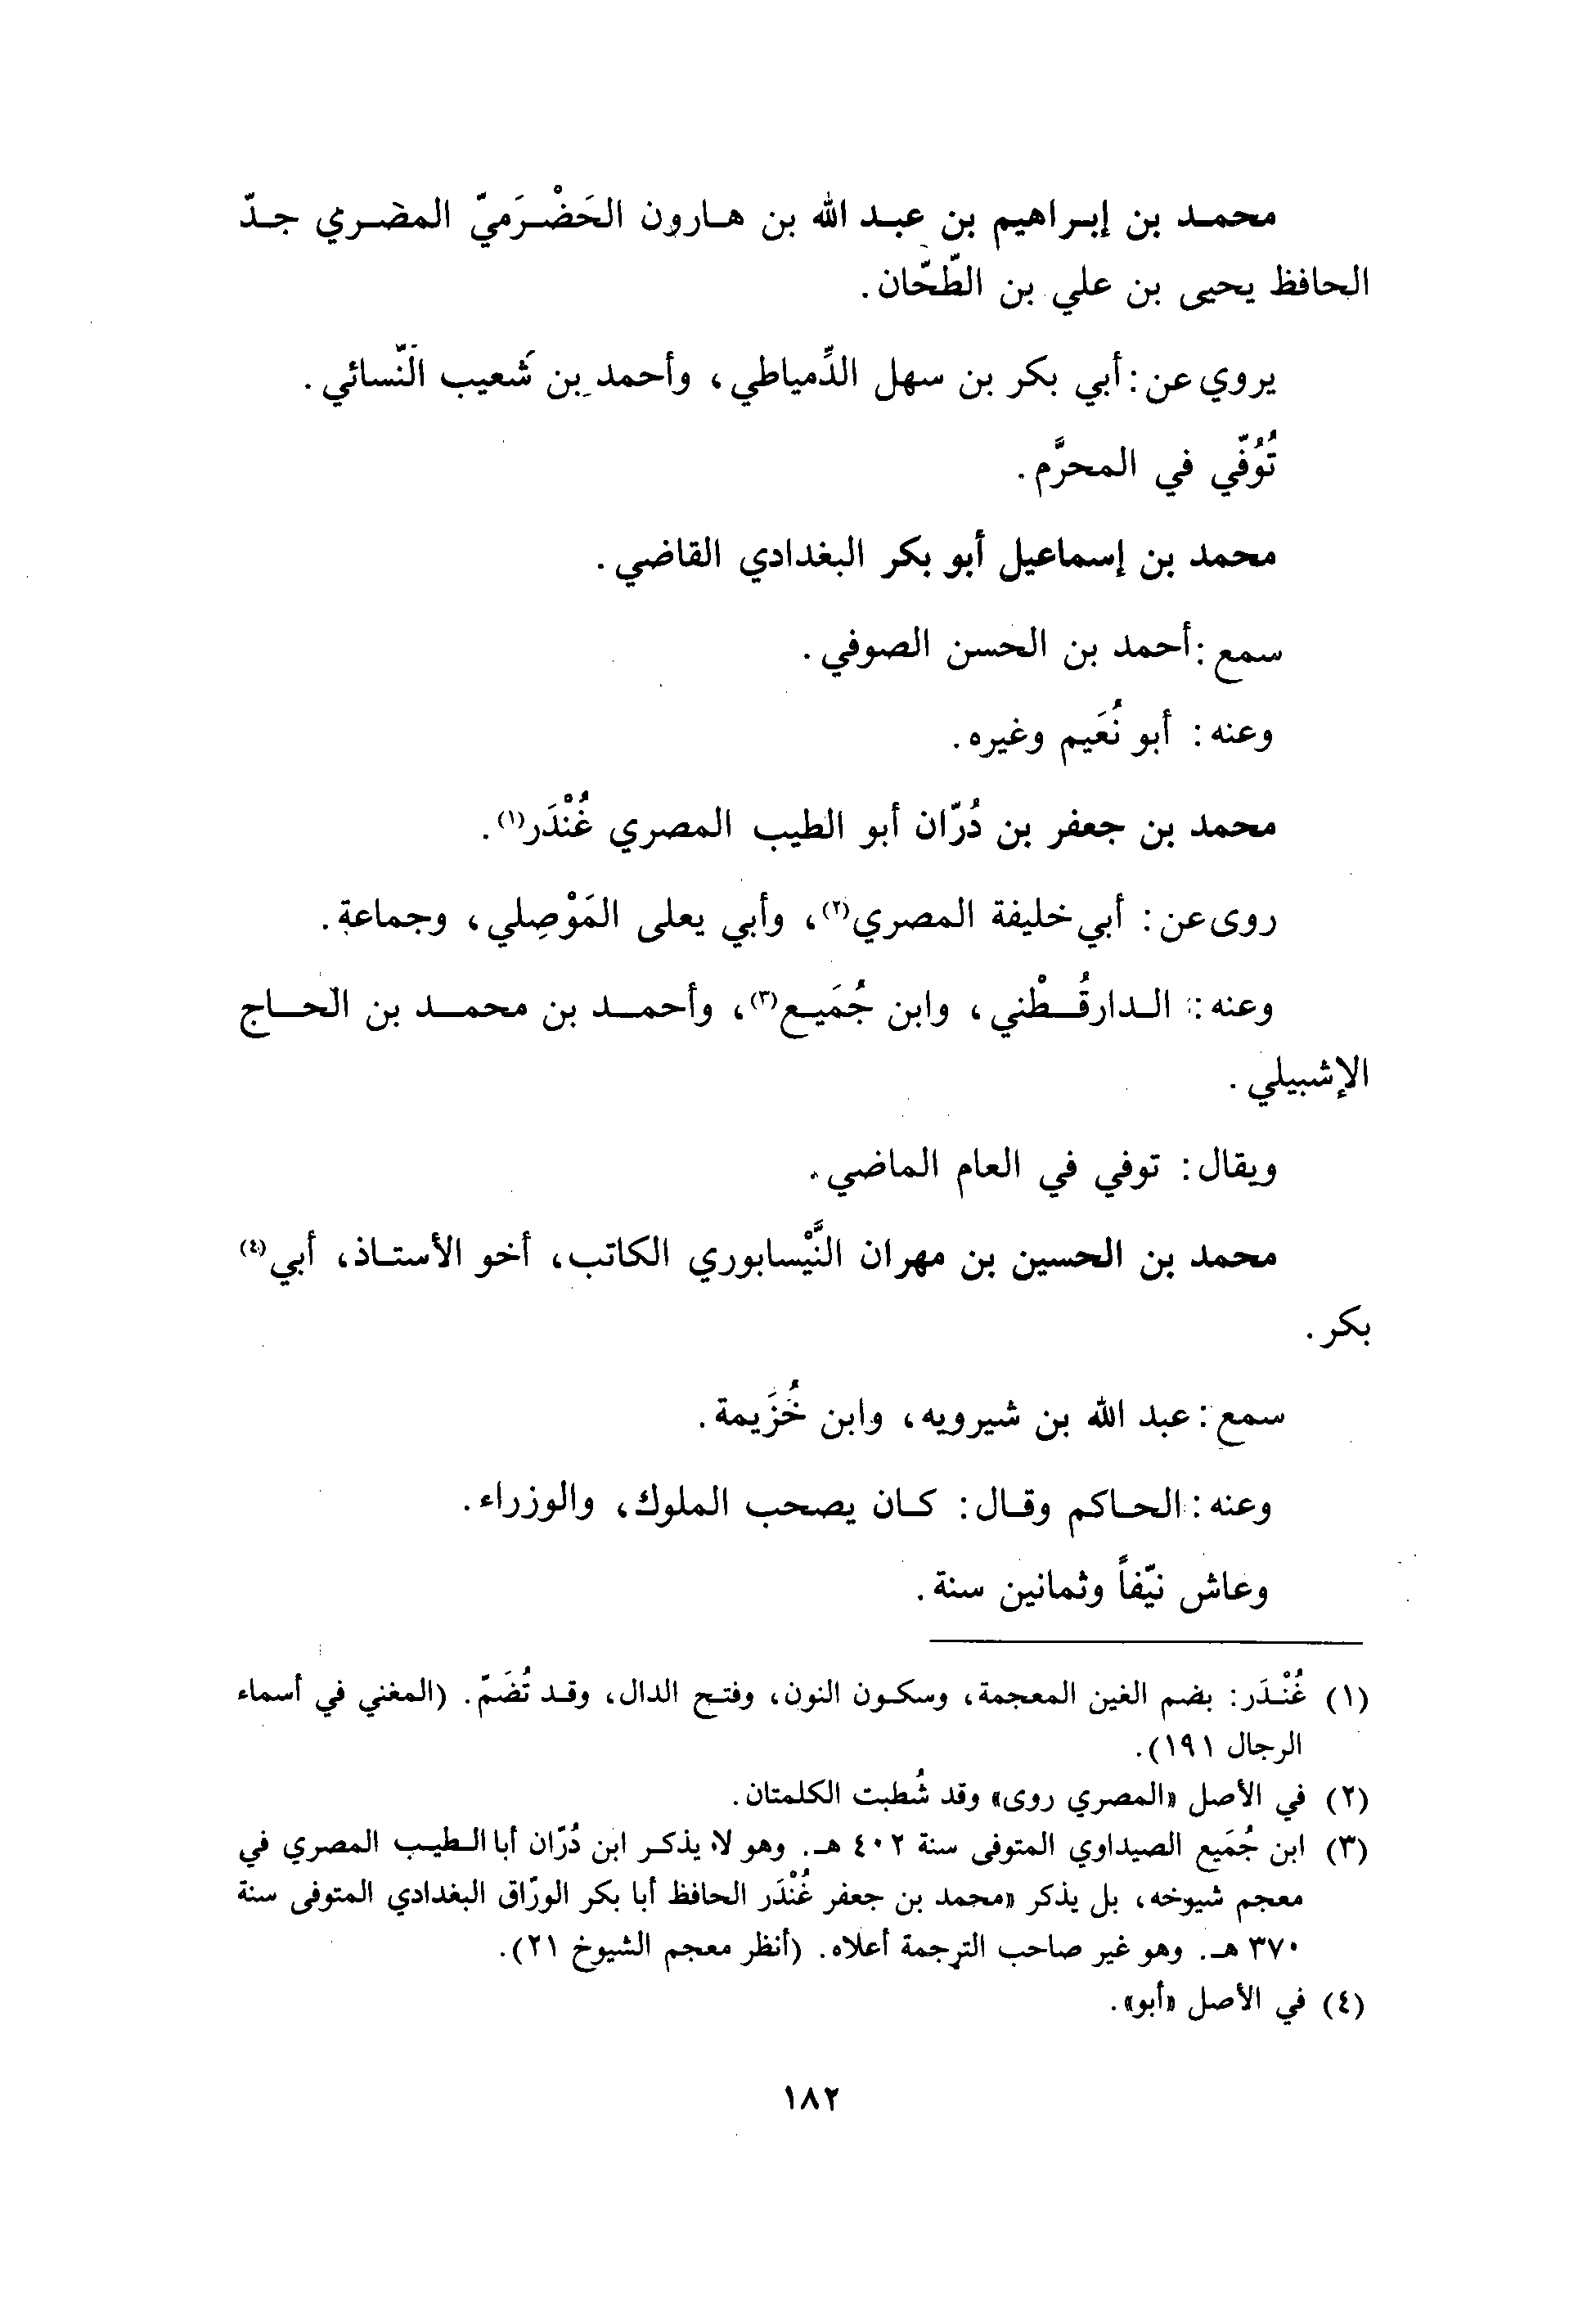 محمد بن إبراهيم بن عبد الله بن هارون الحَضْرَميّ المصري جدّ
الحافظ يحيى بن علي بن الطّحّان.
يروي عن: أبي بكر بن سهل الدِّمياطي، وأحمد بن شعيب النّسائي.
تُوُفّي في المحرَّم.
محمد بن إسماعيل أبو بكر البغدادي القاضي.
سمع: أحمد بن الحسن الصوفي.
وعنه: أبو نُعَيم وغيره.
محمد بن جعفر بن دُرّان أبو الطيب المصري غُنْدَر(١).
روى عن: أبي خليفة المصري(٢)، وأبي يعلى المَوْصِلي، وجماعة.
وعنه: الدارقُطْني، وابن جُمَيع(٣)، وأحمد بن محمد بن الحاج
الإشبيلي.
ويقال: توفي في العام الماضي.
محمد بن الحسين بن مهران النَّيْسابوري الكاتب، أخو الأستاذ، أبي(٤)
بكر.
سمع: عبد الله بن شيرويه، وابن خُزَيمة.
وعنه: الحاكم وقال: كان يصحب الملوك، والوزراء.
وعاش نيّفاً وثمانين سنة.
(١) غُنْدَر: بضم الغين المعجمة، وسكون النون، وفتح الدال، وقد تُضَمّ. (المغني في أسماء
الرجال ١٩١).
(٢) في الأصل «المصري روى» وقد شُطبت الكلمتان.
(٣) ابن جُمَيع الصيداوي المتوفى سنة ٤٠٢ هـ. وهو لا يذكر ابن دُرّان أبا الطيب المصري في
معجم شيوخه، بل يذكر «محمد بن جعفر غُنْدَر الحافظ أبا بكر الورّاق البغدادي المتوفى سنة
٣٧٠ هـ. وهو غير صاحب الترجمة أعلاه. (أنظر معجم الشيوخ ٢١).
(٤) في الأصل «أبو».
١٨٢